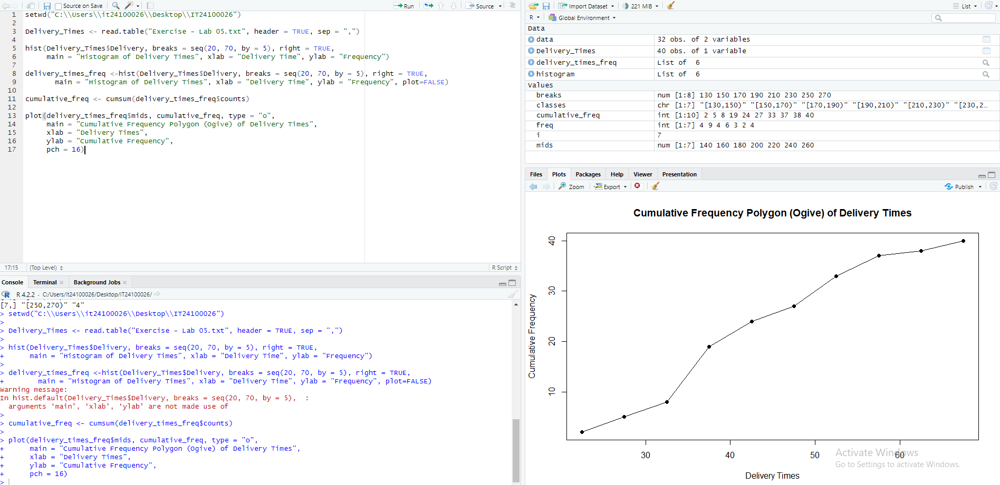 Source on Save
Run
Source
1 setwd("C:\\Users\\it24100026\\Desktop\\IT24100026")
2
3 Delivery_Times <- read.table("Exercise - Lab 05.txt", header = TRUE, sep = ",")
4
5 hist(Delivery_Times$Delivery, breaks = seq(20, 70, by = 5), right = TRUE,
6 main = "Histogram of Delivery Times", xlab = "Delivery Time", ylab = "Frequency")
7
8 delivery_times_freq <-hist(Delivery_Times$Delivery, breaks = seq(20, 70, by = 5), right = TRUE,
9 main = "Histogram of Delivery Times", xlab = "Delivery Time", ylab = "Frequency", plot=FALSE)
10
11 cumulative_freq <- cumsum(delivery_times_freq$counts)
12
13 plot(delivery_times_freq$mids, cumulative_freq, type = "o",
14 main = "Cumulative Frequency Polygon (Ogive) of Delivery Times",
15 xlab = "Delivery Times",
16 ylab = "Cumulative Frequency",
17 pch = 16)
17:15 (Top Level) R Script
Console Terminal Background Jobs
R 4.2.2 · C:/Users/it24100026/Desktop/IT24100026/
[7,] "[250,270)" "4"
> setwd("C:\\Users\\it24100026\\Desktop\\IT24100026")
>
> Delivery_Times <- read.table("Exercise - Lab 05.txt", header = TRUE, sep = ",")
>
> hist(Delivery_Times$Delivery, breaks = seq(20, 70, by = 5), right = TRUE,
+ main = "Histogram of Delivery Times", xlab = "Delivery Time", ylab = "Frequency")
>
> delivery_times_freq <-hist(Delivery_Times$Delivery, breaks = seq(20, 70, by = 5), right = TRUE,
+ main = "Histogram of Delivery Times", xlab = "Delivery Time", ylab = "Frequency", plot=FALSE)
Warning message:
In hist.default(Delivery_Times$Delivery, breaks = seq(20, 70, by = 5), :
arguments ‘main’, ‘xlab’, ‘ylab’ are not made use of
>
> cumulative_freq <- cumsum(delivery_times_freq$counts)
>
> plot(delivery_times_freq$mids, cumulative_freq, type = "o",
+ main = "Cumulative Frequency Polygon (Ogive) of Delivery Times",
+ xlab = "Delivery Times",
+ ylab = "Cumulative Frequency",
+ pch = 16)
>
Import Dataset 221 MiB List
R Global Environment
Data
data 32 obs. of 2 variables
Delivery_Times 40 obs. of 1 variable
delivery_times_freq List of 6
histogram List of 6
Values
breaks num [1:8] 130 150 170 190 210 230 250 270
classes chr [1:7] "[130,150)" "[150,170)" "[170,190)" "[190,210)" "[210,230)" "[230,2...
cumulative_freq int [1:10] 2 5 8 19 24 27 33 37 38 40
freq int [1:7] 4 9 4 6 3 2 4
i 7
mids num [1:7] 140 160 180 200 220 240 260
Files Plots Packages Help Viewer Presentation
Zoom Export Publish
Cumulative Frequency Polygon (Ogive) of Delivery Times
Cumulative Frequency
40
30
20
10
30 40 50 60
Delivery Times
Activate Windows
Go to Settings to activate Windows.